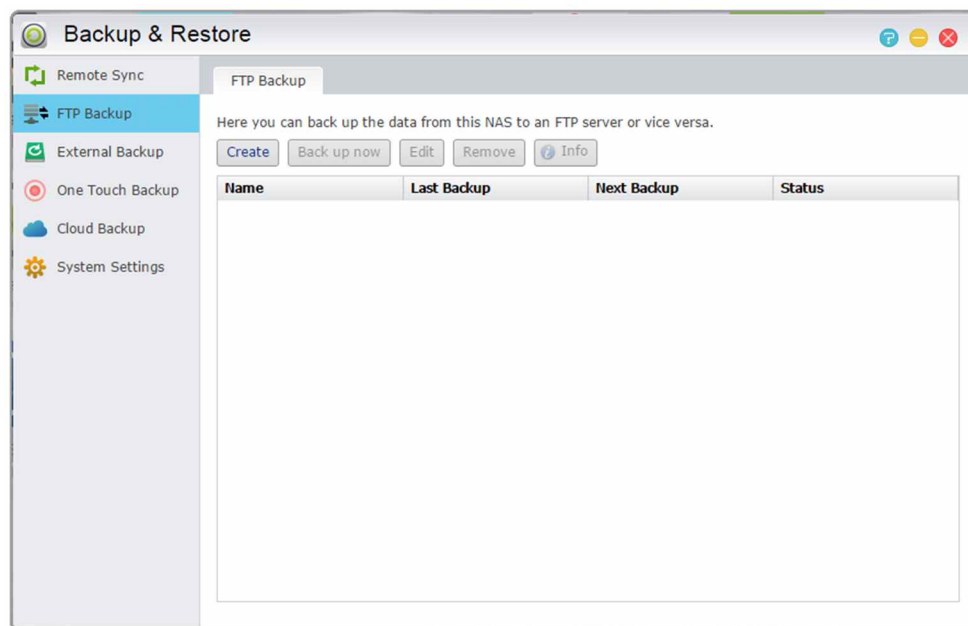 Backup & Restore
Remote Sync
FTP Backup
External Backup
One Touch Backup
Cloud Backup
System Settings
FTP Backup
Here you can back up the data from this NAS to an FTP server or vice versa.
Create Back up now Edit Remove Info
Name Last Backup Next Backup Status